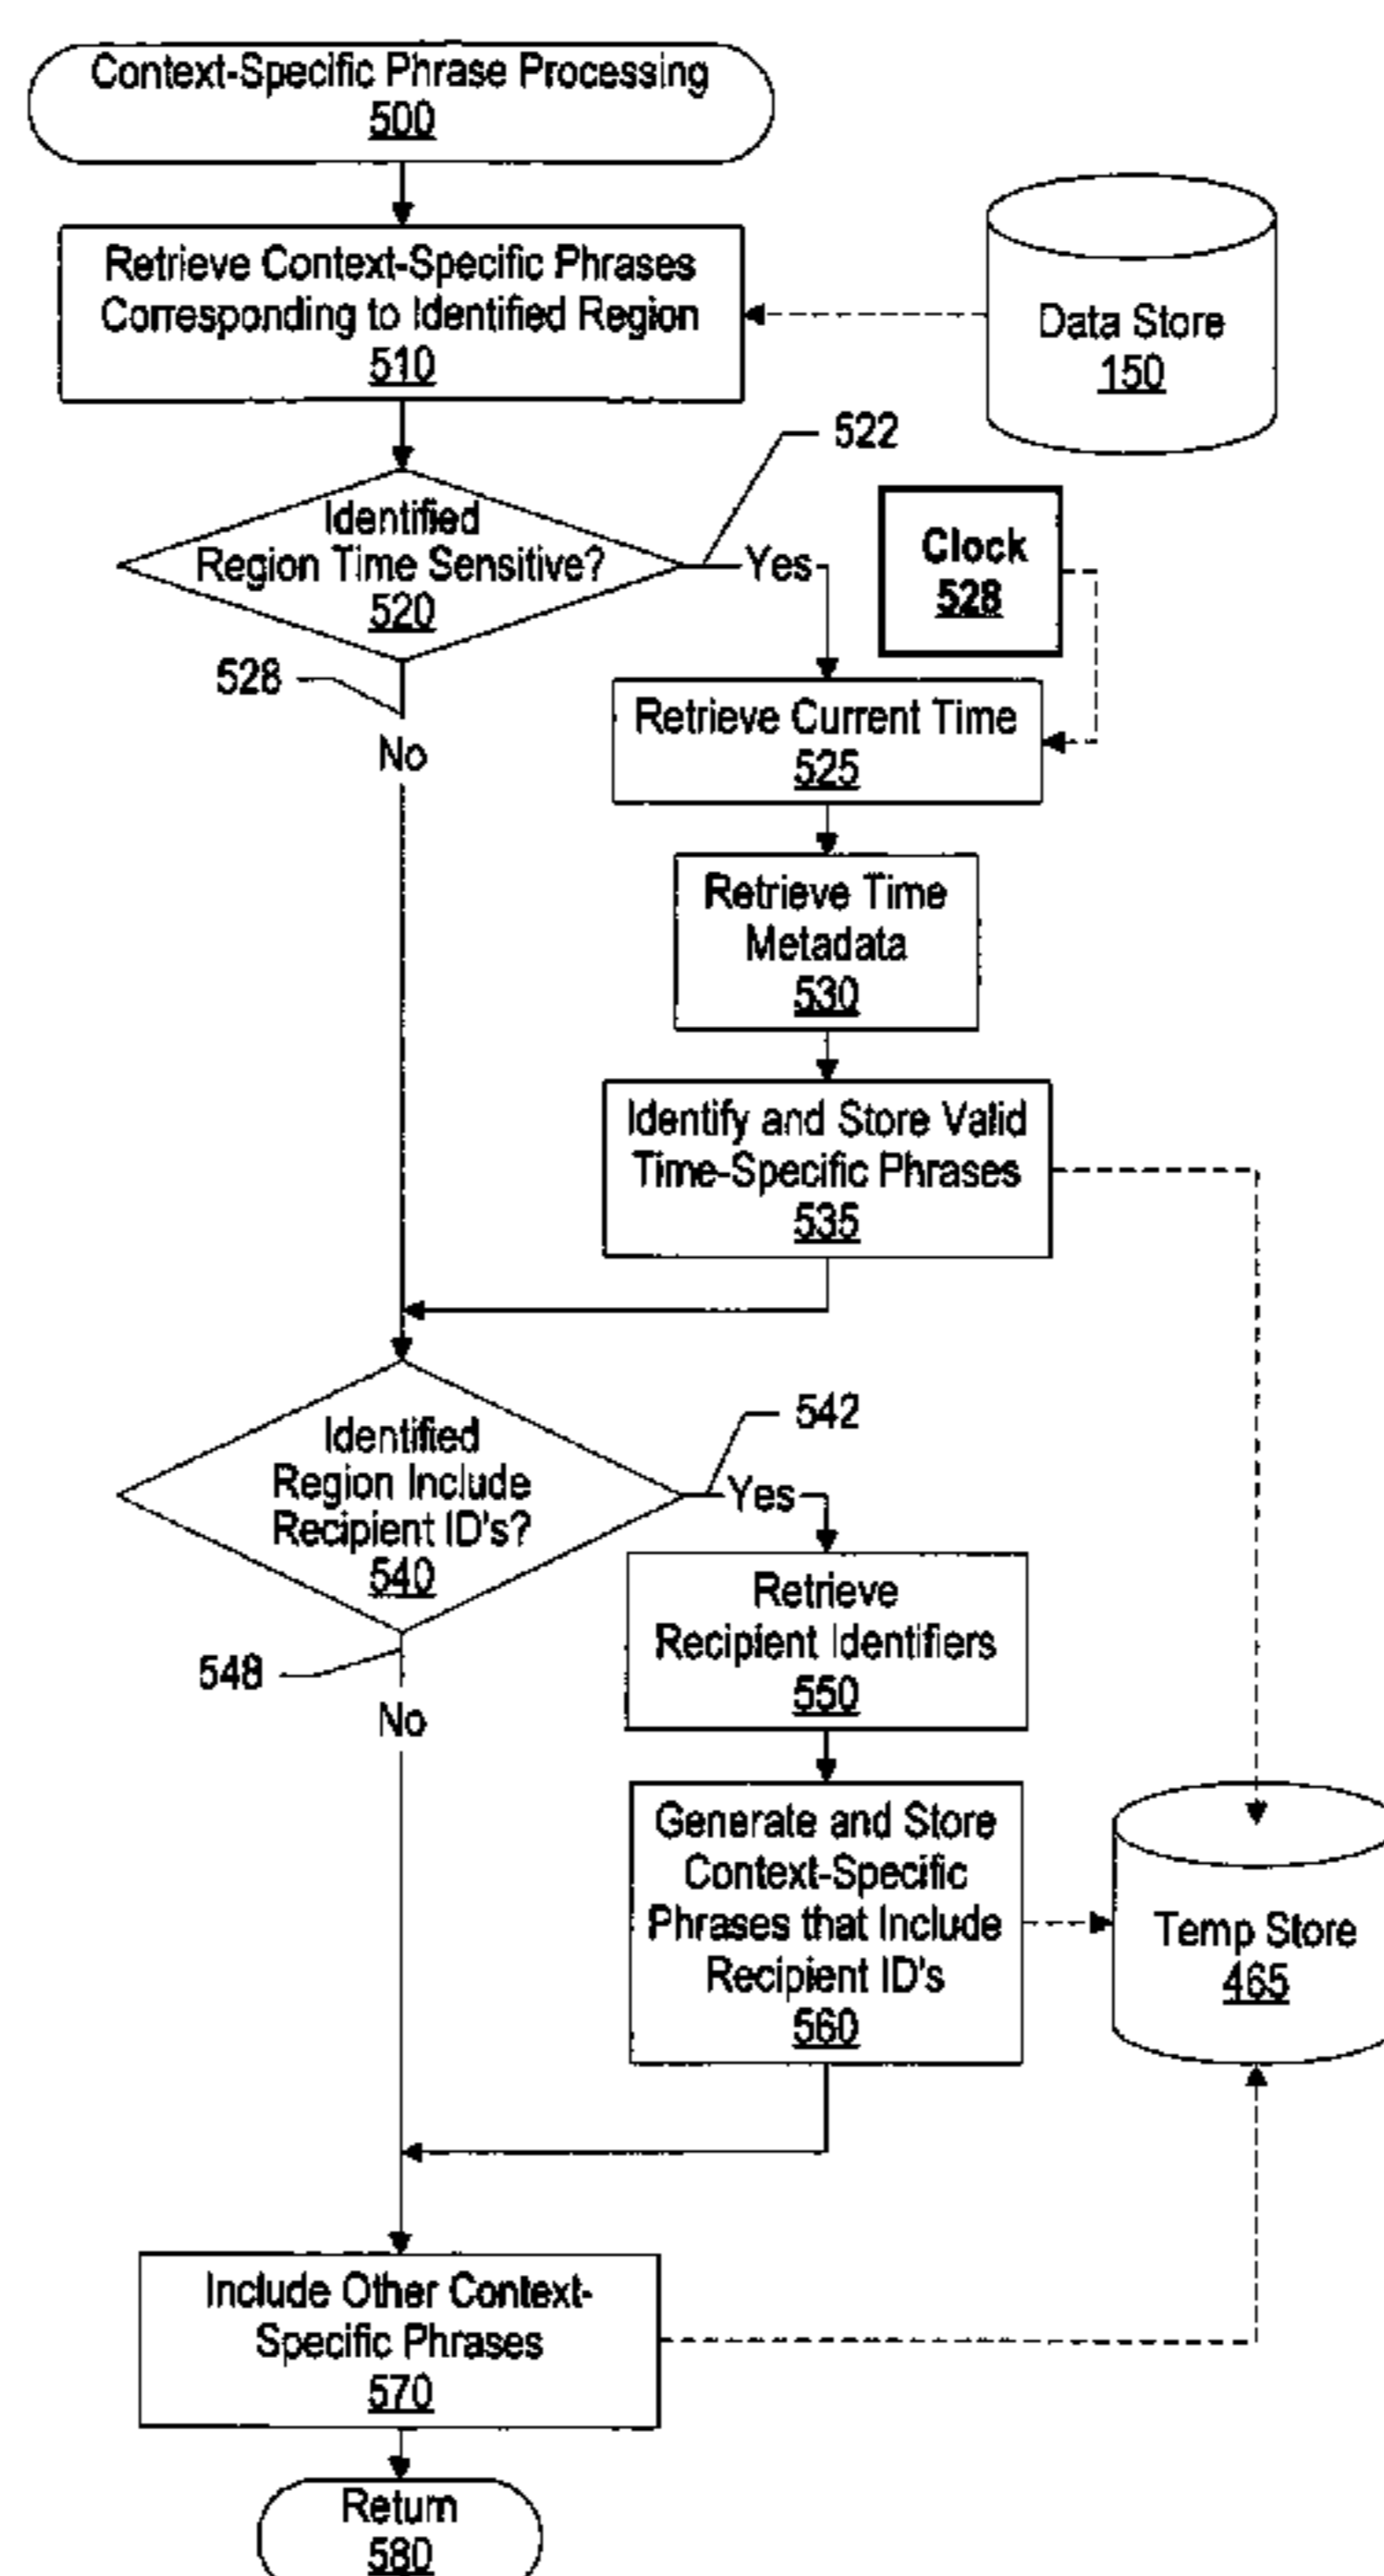 Context-Specific Phrase Processing
500
Retrieve Context-Specific Phrases
Corresponding to Identified Region
510
Data Store
150
522
Identified
Region Time Sensitive?
520
Yes
Clock
528
528
No
Retrieve Current Time
525
Retrieve Time
Metadata
530
Identify and Store Valid
Time-Specific Phrases
535
542
Identified
Region Include
Recipient ID's?
540
Yes
548
No
Retrieve
Recipient Identifiers
550
Generate and Store
Context-Specific
Phrases that Include
Recipient ID's
560
Temp Store
465
Include Other Context-
Specific Phrases
570
Return
580